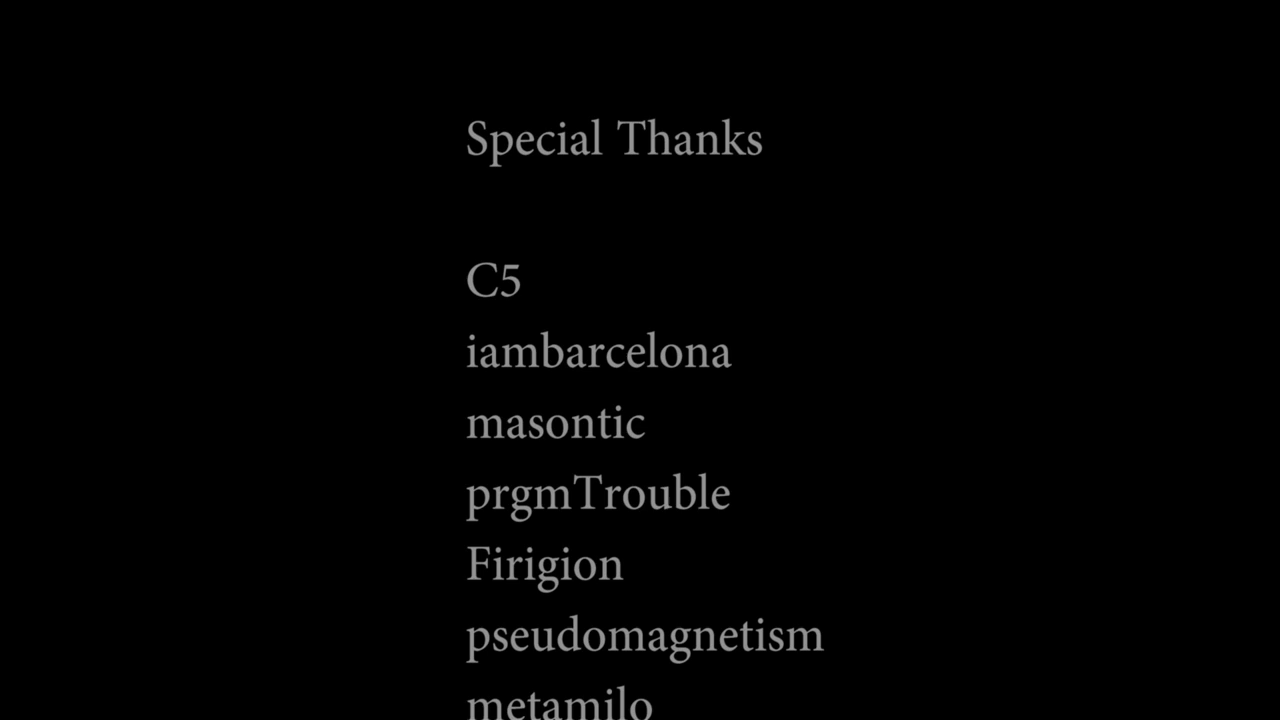 Special Thanks
C5
iambarcelona
masontic
prgmTrouble
Firigion
pseudomagnetism
metamilo